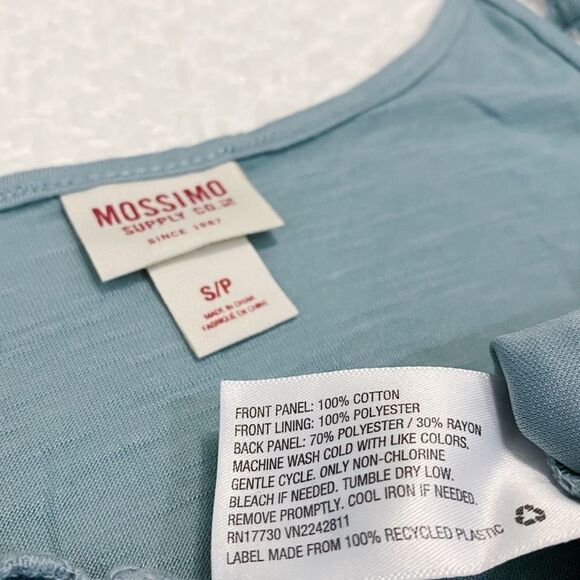 MOSSIMO
SUPPLY CO.
SINCE 1987
S/P
MADE IN CHINA
FABRIQUÉ EN CHINE
FRONT PANEL: 100% COTTON
FRONT LINING: 100% POLYESTER
BACK PANEL: 70% POLYESTER / 30% RAYON
MACHINE WASH COLD WITH LIKE COLORS,
GENTLE CYCLE. ONLY NON-CHLORINE
BLEACH IF NEEDED. TUMBLE DRY LOW.
REMOVE PROMPTLY. COOL IRON IF NEEDED.
RN17730 VN2242811
LABEL MADE FROM 100% RECYCLED PLASTIC